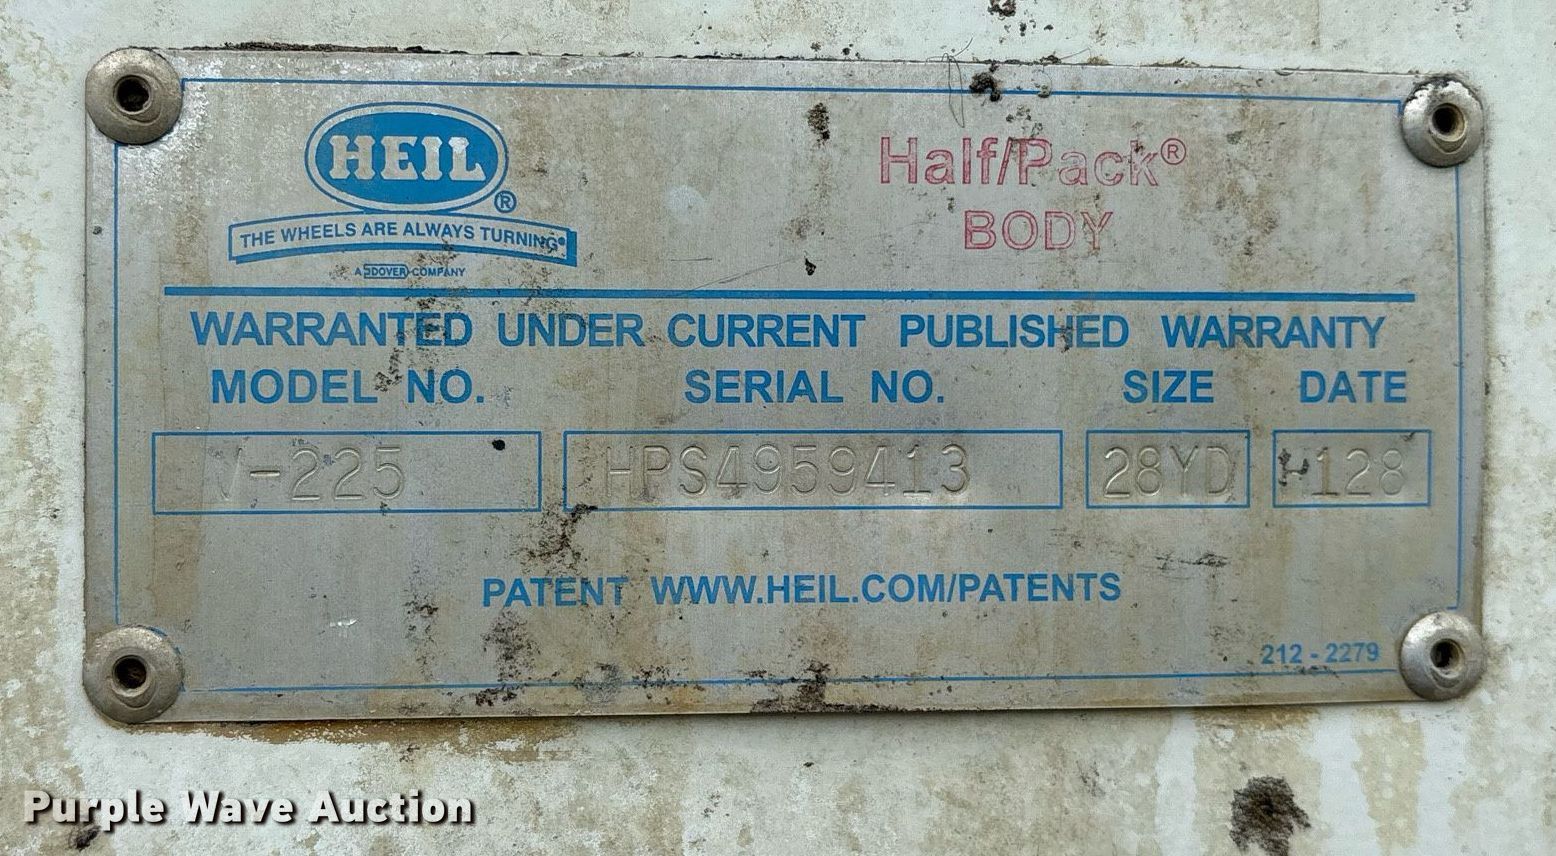 HEIL®
THE WHEELS ARE ALWAYS TURNING®
A DOVER COMPANY
Half/Pack®
BODY
WARRANTED UNDER CURRENT PUBLISHED WARRANTY
MODEL NO. SERIAL NO. SIZE DATE
V-225 HPS4959413 28YD H128
PATENT WWW.HEIL.COM/PATENTS
212 - 2279
Purple Wave Auction